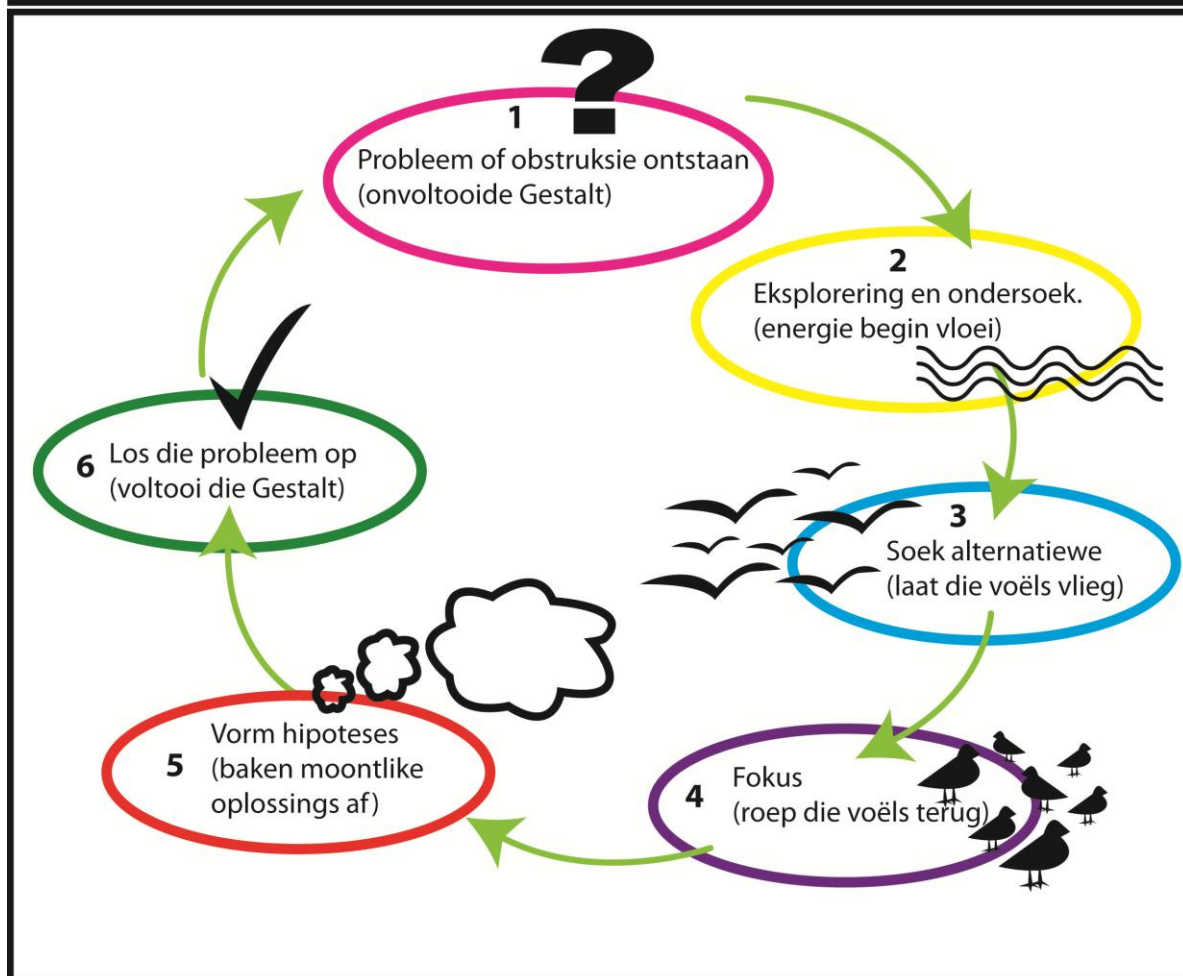 ?
1
Probleem of obstruksie ontstaan
(onvoltooide Gestalt)
2
Eksplorering en ondersoek.
(energie begin vloei)
3
Soek alternatiewe
(laat die voëls vlieg)
4
Fokus
(roep die voëls terug)
5
Vorm hipoteses
(baken moontlike
oplossings af)
6
Los die probleem op
(voltooi die Gestalt)